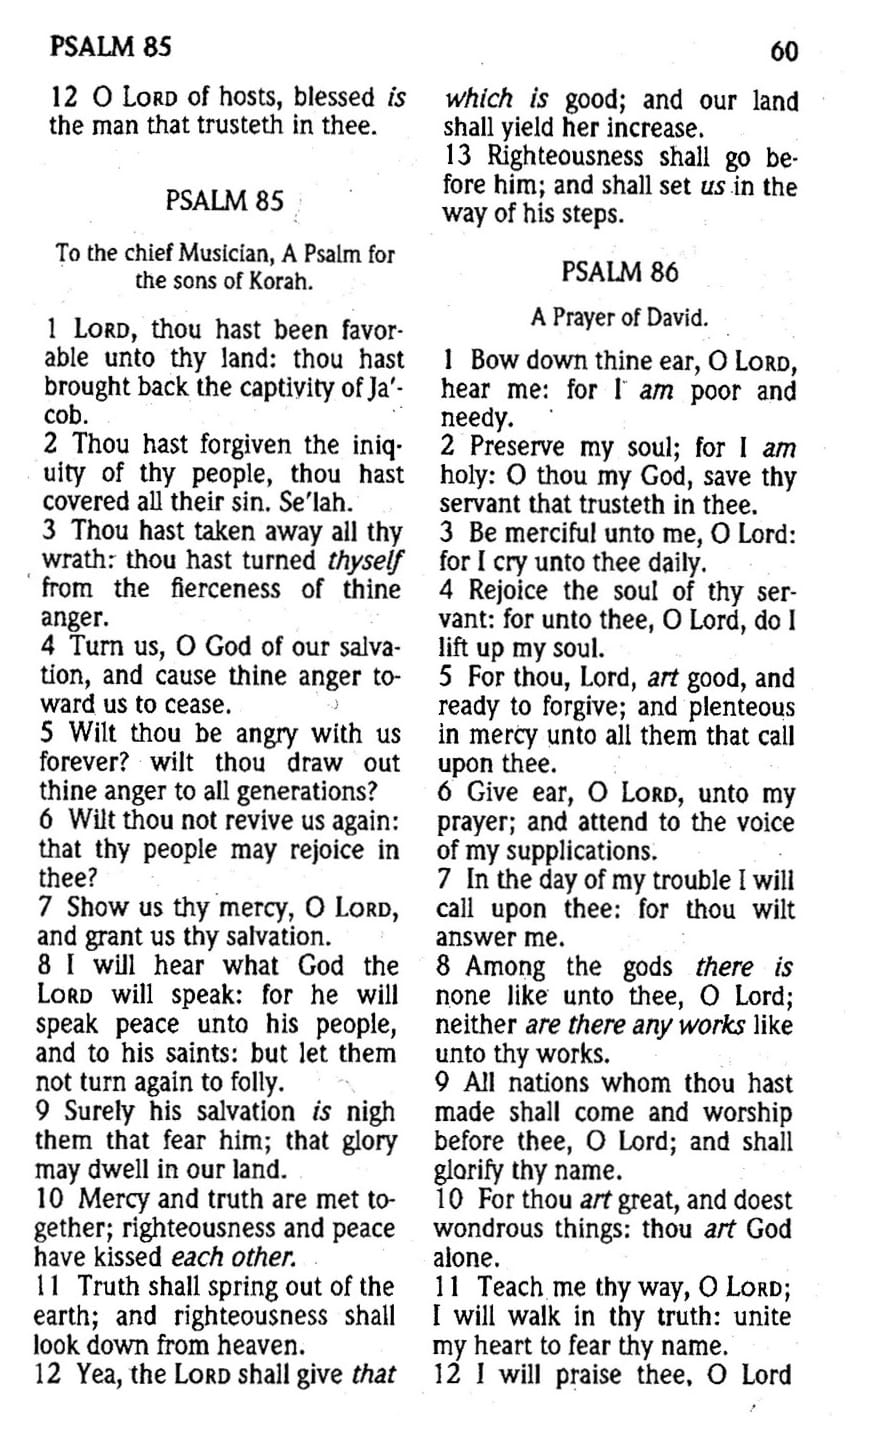 PSALM 85
60
12 O LORD of hosts, blessed is
the man that trusteth in thee.
PSALM 85
To the chief Musician, A Psalm for
the sons of Korah.
1 LORD, thou hast been favor-
able unto thy land: thou hast
brought back the captivity of Ja'-
cob.
2 Thou hast forgiven the iniq-
uity of thy people, thou hast
covered all their sin. Se'lah.
3 Thou hast taken away all thy
wrath: thou hast turned thyself
from the fierceness of thine
anger.
4 Turn us, O God of our salva-
tion, and cause thine anger to-
ward us to cease.
5 Wilt thou be angry with us
forever? wilt thou draw out
thine anger to all generations?
6 Wilt thou not revive us again:
that thy people may rejoice in
thee?
7 Show us thy mercy, O LORD,
and grant us thy salvation.
8 I will hear what God the
LORD will speak: for he will
speak peace unto his people,
and to his saints: but let them
not turn again to folly.
9 Surely his salvation is nigh
them that fear him; that glory
may dwell in our land.
10 Mercy and truth are met to-
gether; righteousness and peace
have kissed each other.
11 Truth shall spring out of the
earth; and righteousness shall
look down from heaven.
12 Yea, the LORD shall give that
which is good; and our land
shall yield her increase.
13 Righteousness shall go be-
fore him; and shall set us in the
way of his steps.
PSALM 86
A Prayer of David.
1 Bow down thine ear, O LORD,
hear me: for I am poor and
needy.
2 Preserve my soul; for I am
holy: O thou my God, save thy
servant that trusteth in thee.
3 Be merciful unto me, O Lord:
for I cry unto thee daily.
4 Rejoice the soul of thy ser-
vant: for unto thee, O Lord, do I
lift up my soul.
5 For thou, Lord, art good, and
ready to forgive; and plenteous
in mercy unto all them that call
upon thee.
6 Give ear, O LORD, unto my
prayer; and attend to the voice
of my supplications.
7 In the day of my trouble I will
call upon thee: for thou wilt
answer me.
8 Among the gods there is
none like unto thee, O Lord;
neither are there any works like
unto thy works.
9 All nations whom thou hast
made shall come and worship
before thee, O Lord; and shall
glorify thy name.
10 For thou art great, and doest
wondrous things: thou art God
alone.
11 Teach me thy way, O LORD;
I will walk in thy truth: unite
my heart to fear thy name.
12 I will praise thee, O Lord